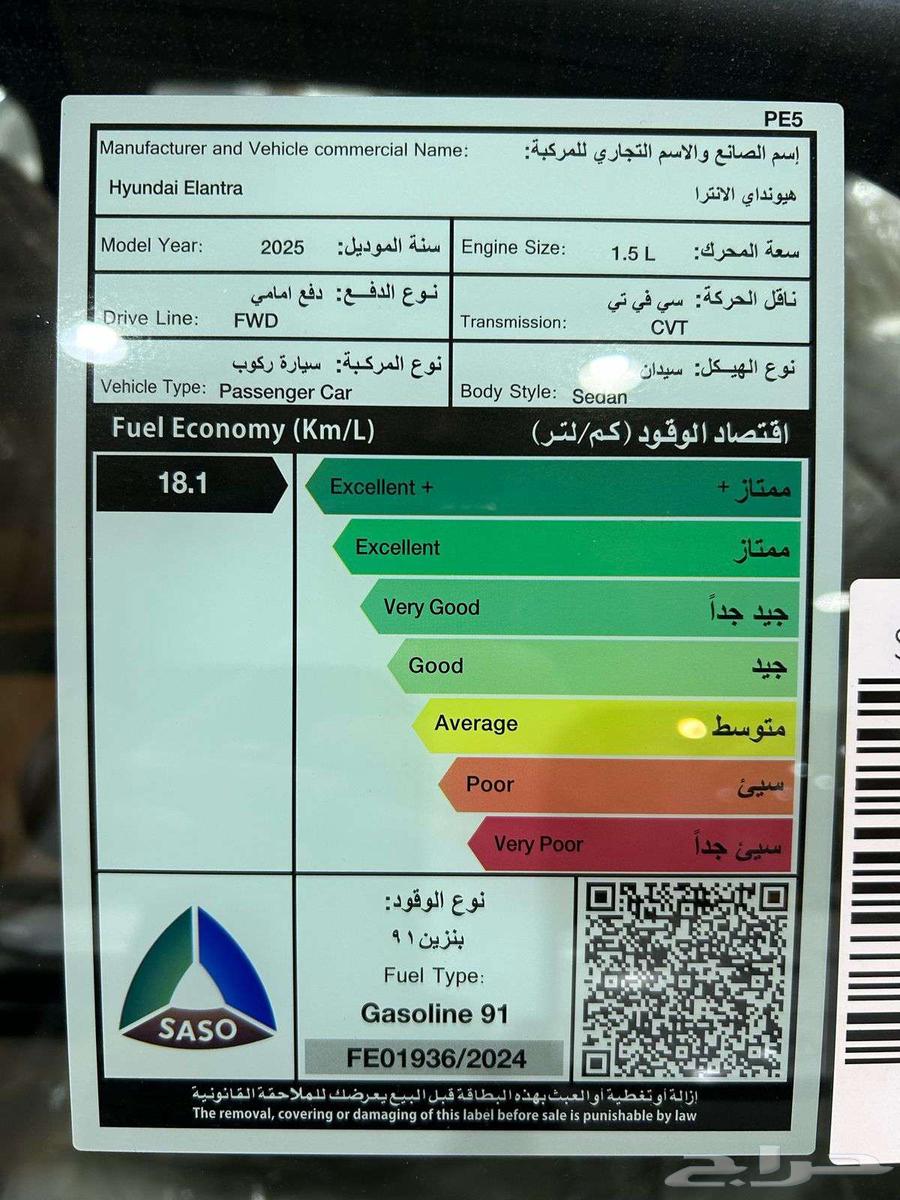 PE5
Manufacturer and Vehicle commercial Name: إسم الصانع والاسم التجاري للمركبة:
Hyundai Elantra هيونداي الانترا
Model Year: 2025 سنة الموديل:
Engine Size: 1.5 L سعة المحرك:
نوع الدفـــع: دفع امامي
Drive Line: FWD
ناقل الحركة: سي في تي
Transmission: CVT
نوع المركبـة: سيارة ركوب
Vehicle Type: Passenger Car
نوع الهيـــكل: سيدان
Body Style: Sedan
Fuel Economy (Km/L) اقتصاد الوقود (كم/لتر)
18.1
Excellent + ممتاز +
Excellent ممتاز
Very Good جيد جداً
Good جيد
Average متوسط
Poor سيئ
Very Poor سيئ جداً
SASO
نوع الوقود:
بنزين ٩١
Fuel Type:
Gasoline 91
FE01936/2024
إزالة أو تغطية أو العبث بهذه البطاقة قبل البيع يعرضك للملاحقة القانونية
The removal, covering or damaging of this label before sale is punishable by law
حراج